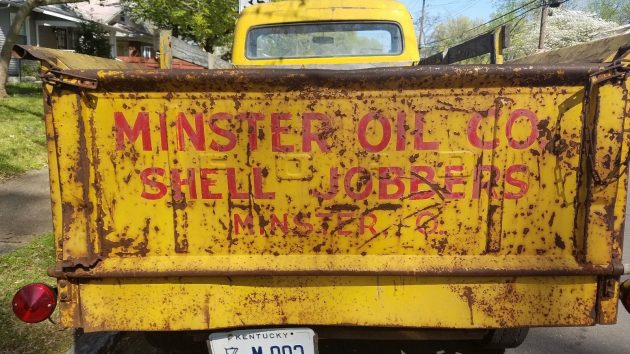 MINSTER OIL CO.
SHELL JOBBERS
MINSTER, O.
KENTUCKY